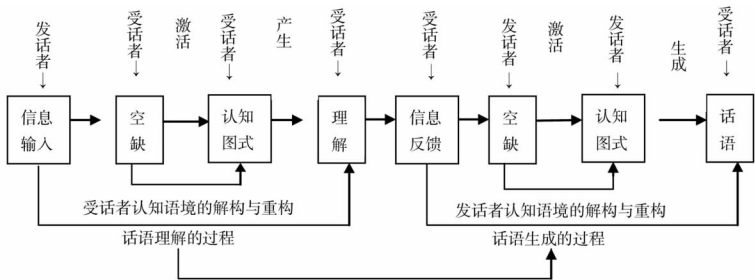 发话者
受话者
激活
受话者
产生
受话者
受话者
发话者
激活
发话者
生成
受话者
信息
输入
空
缺
认知
图式
理
解
信息
反馈
空
缺
认知
图式
话
语
受话者认知语境的解构与重构
发话者认知语境的解构与重构
话语理解的过程
话语生成的过程